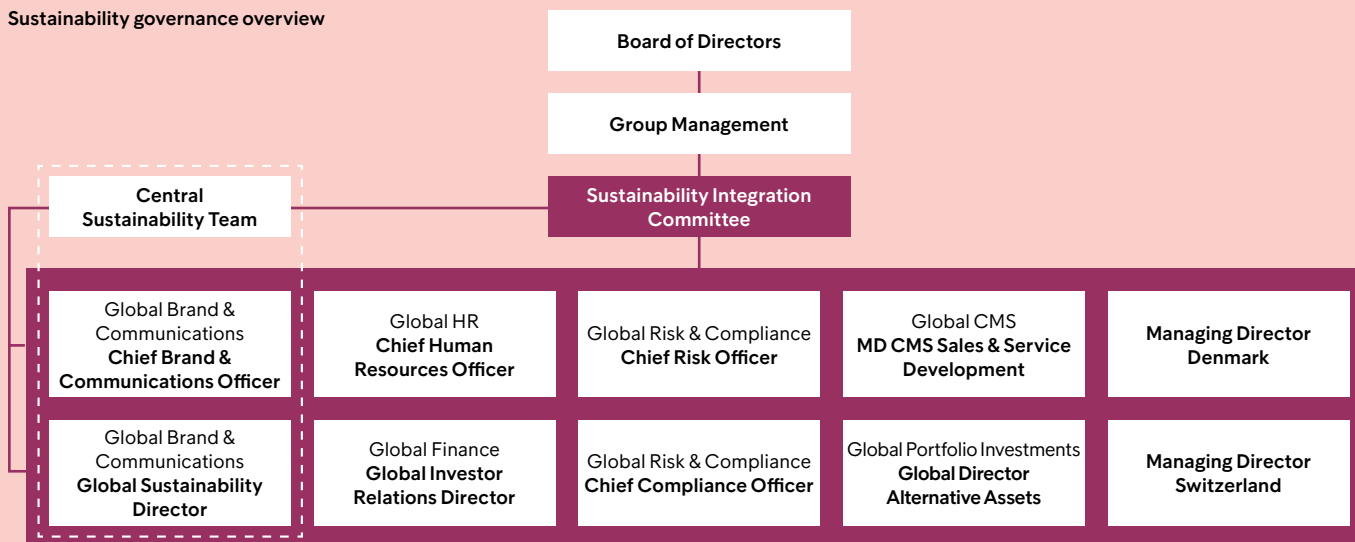 Sustainability governance overview
Board of Directors
Group Management
Central
Sustainability Team
Sustainability Integration
Committee
Global Brand &
Communications
Chief Brand &
Communications Officer
Global HR
Chief Human
Resources Officer
Global Risk & Compliance
Chief Risk Officer
Global CMS
MD CMS Sales & Service
Development
Managing Director
Denmark
Global Brand &
Communications
Global Sustainability
Director
Global Finance
Global Investor
Relations Director
Global Risk & Compliance
Chief Compliance Officer
Global Portfolio Investments
Global Director
Alternative Assets
Managing Director
Switzerland